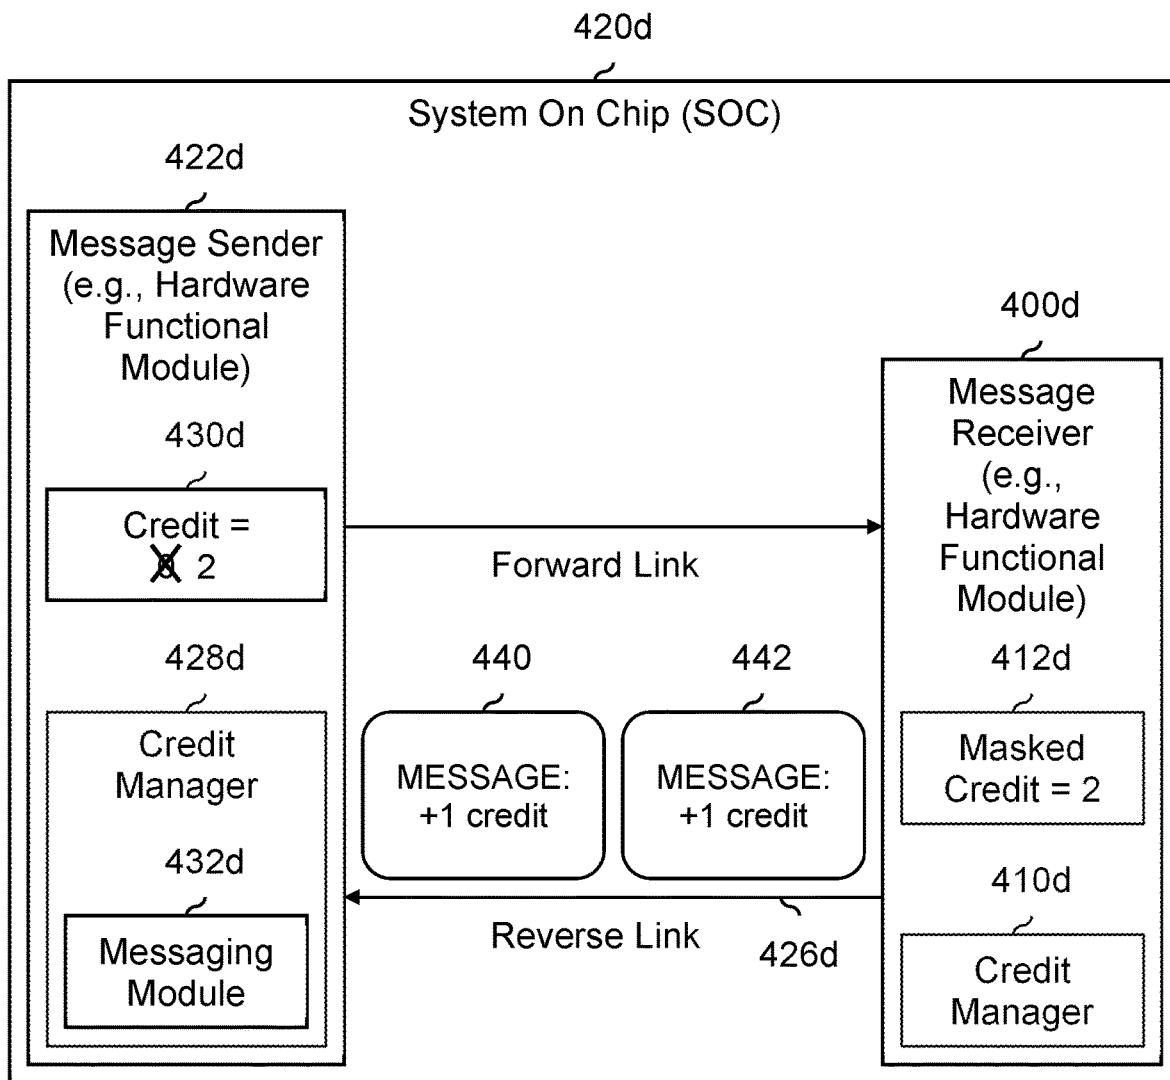 420d
System On Chip (SOC)
422d
Message Sender
(e.g., Hardware
Functional
Module)
430d
Credit =
0 2
Forward Link
400d
Message
Receiver
(e.g.,
Hardware
Functional
Module)
428d
Credit
Manager
432d
Messaging
Module
440
MESSAGE:
+1 credit
442
MESSAGE:
+1 credit
Reverse Link
426d
412d
Masked
Credit = 2
410d
Credit
Manager